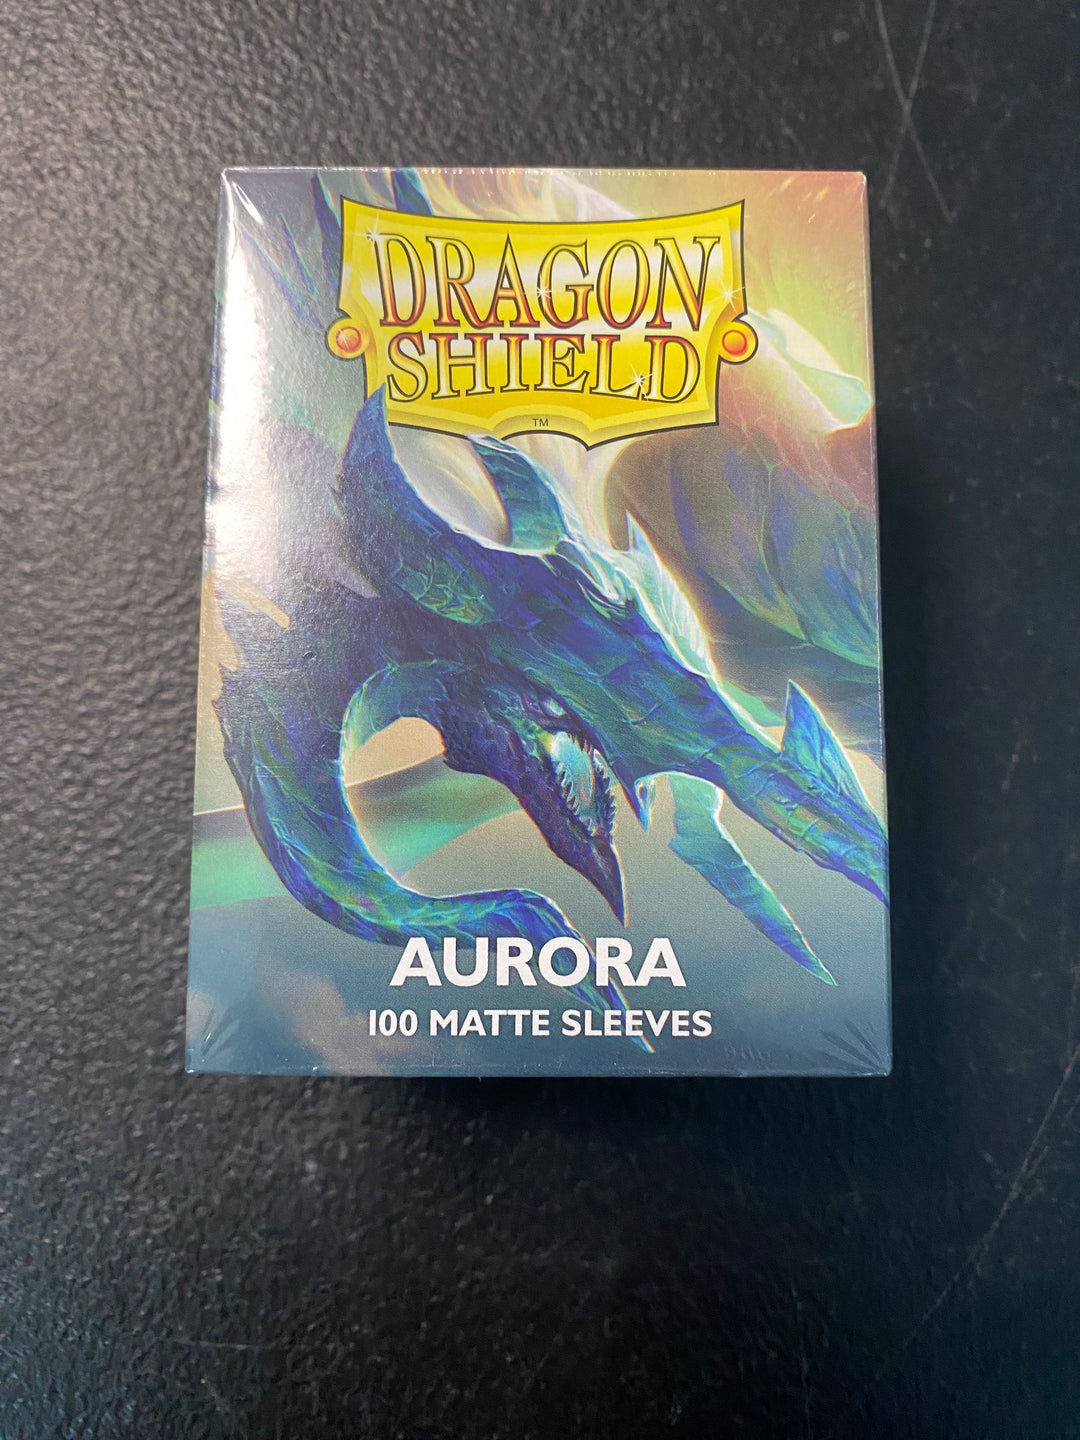 DRAGON
SHIELD
TM
AURORA
100 MATTE SLEEVES